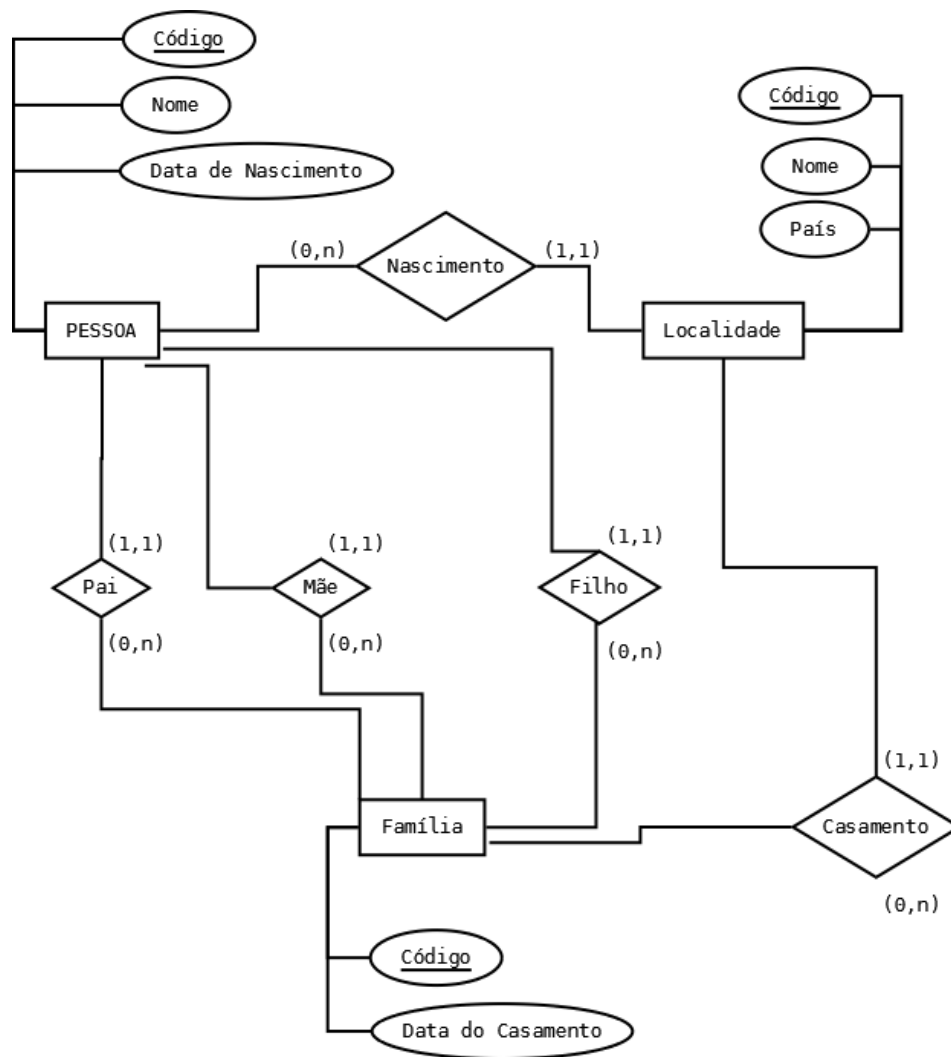 Código
Nome
Data de Nascimento
Código
Nome
País
(0,n)
Nascimento
(1,1)
PESSOA
Localidade
(1,1)
(1,1)
(1,1)
Pai
Mãe
Filho
(0,n)
(0,n)
(0,n)
(1,1)
Família
Casamento
(0,n)
Código
Data do Casamento